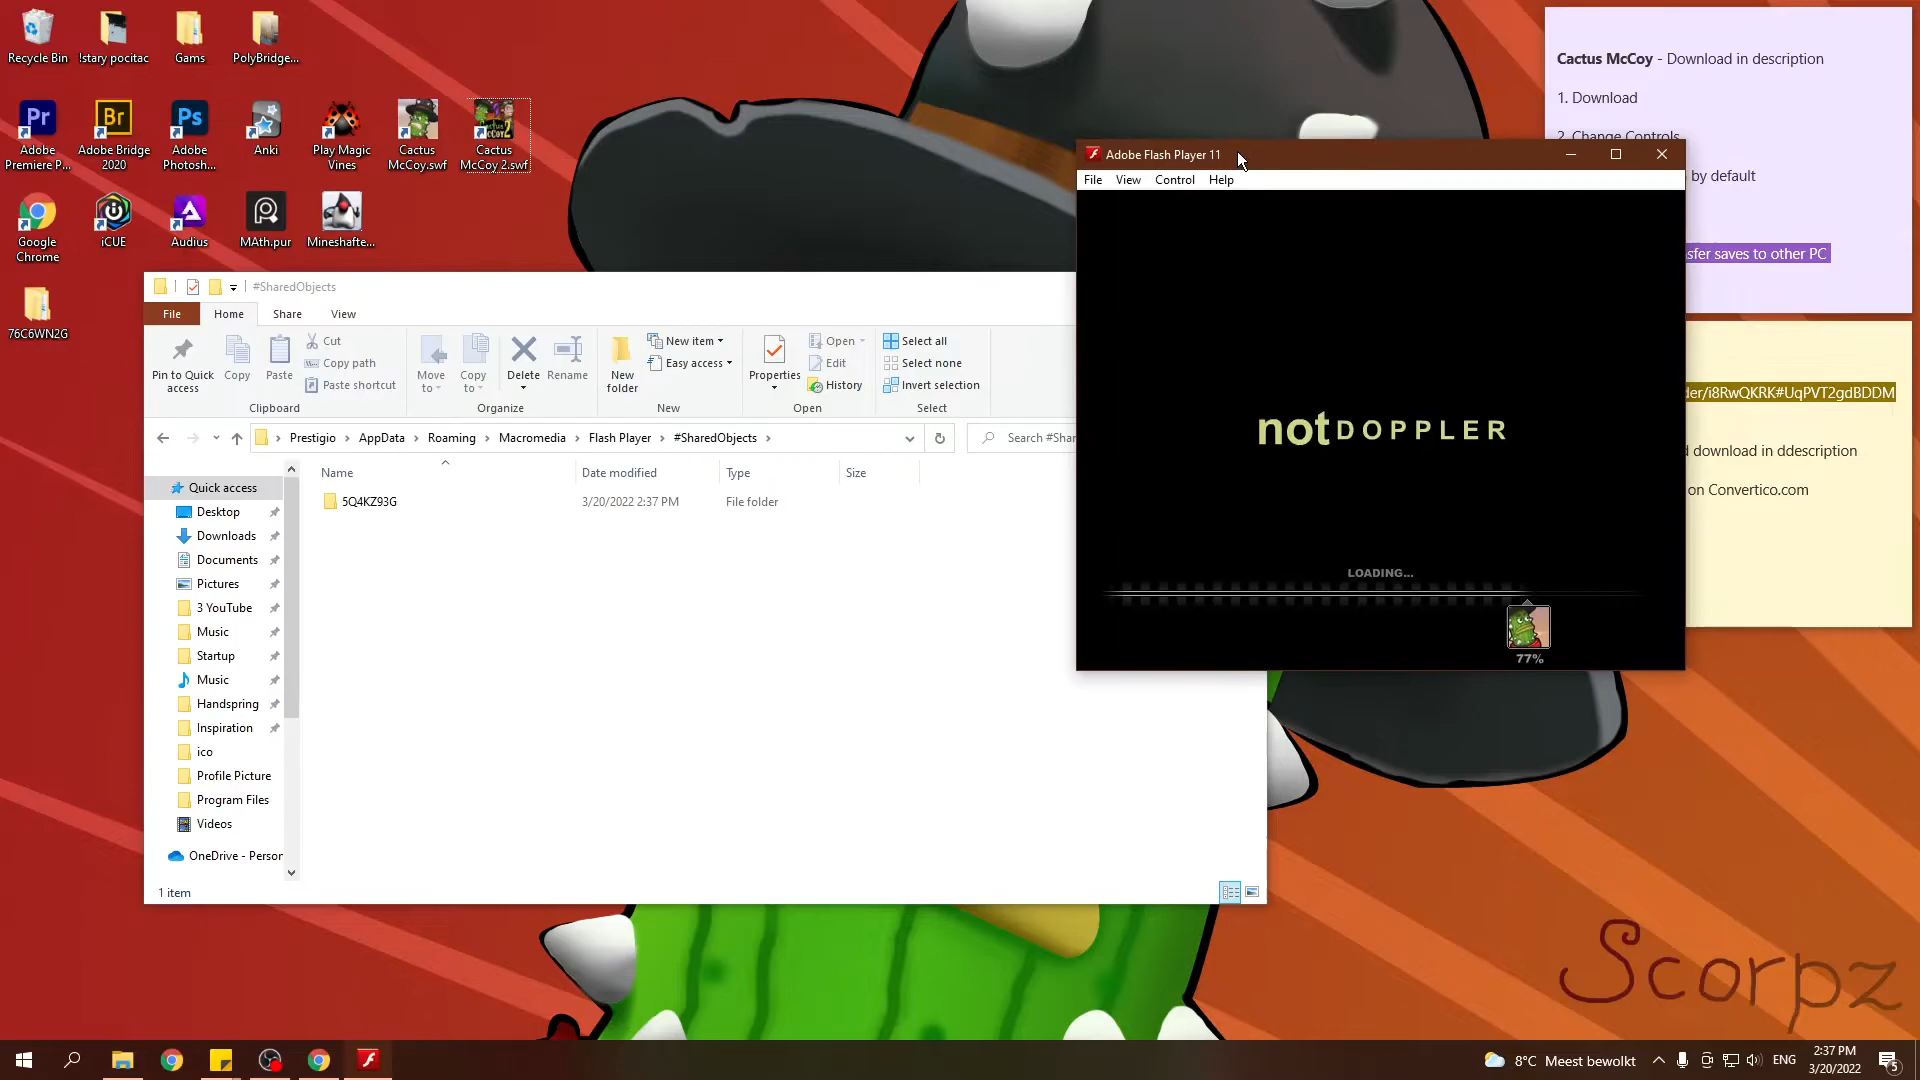 Recycle Bin
!stary pocitac
Gams
PolyBridge...
Adobe Premiere P...
Adobe Bridge 2020
Adobe Photosh...
Anki
Play Magic Vines
Cactus McCoy.swf
Cactus McCoy 2.swf
Google Chrome
iCUE
Audius
MAth.pur
Mineshafte...
76C6WN2G
Cactus McCoy - Download in description
1. Download
2. Change Controls
by default
sfer saves to other PC
der/i8RwQKRK#UqPVT2gdBDDM
d download in ddescription
on Convertico.com
Adobe Flash Player 11
File View Control Help
notDOPPLER
LOADING...
77%
#SharedObjects
File Home Share View
Pin to Quick access
Copy
Paste
Cut
Copy path
Paste shortcut
Clipboard
Move to
Copy to
Delete
Rename
Organize
New folder
New item
Easy access
New
Properties
Open
Edit
History
Open
Select all
Select none
Invert selection
Select
Prestigio > AppData > Roaming > Macromedia > Flash Player > #SharedObjects >
Search #Shar
Name Date modified Type Size
5Q4KZ93G 3/20/2022 2:37 PM File folder
Quick access
Desktop
Downloads
Documents
Pictures
3 YouTube
Music
Startup
Music
Handspring
Inspiration
ico
Profile Picture
Program Files
Videos
OneDrive - Person
1 item
Scorpz
8°C Meest bewolkt
ENG
2:37 PM
3/20/2022
5